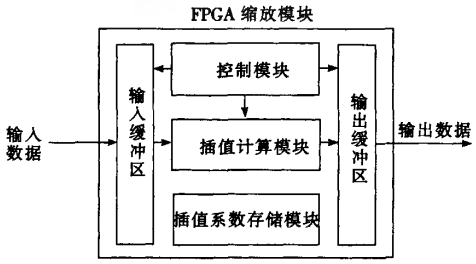 FPGA 缩放模块
控制模块
输入缓冲区
输入
数据
插值计算模块
输出缓冲区
输出数据
插值系数存储模块